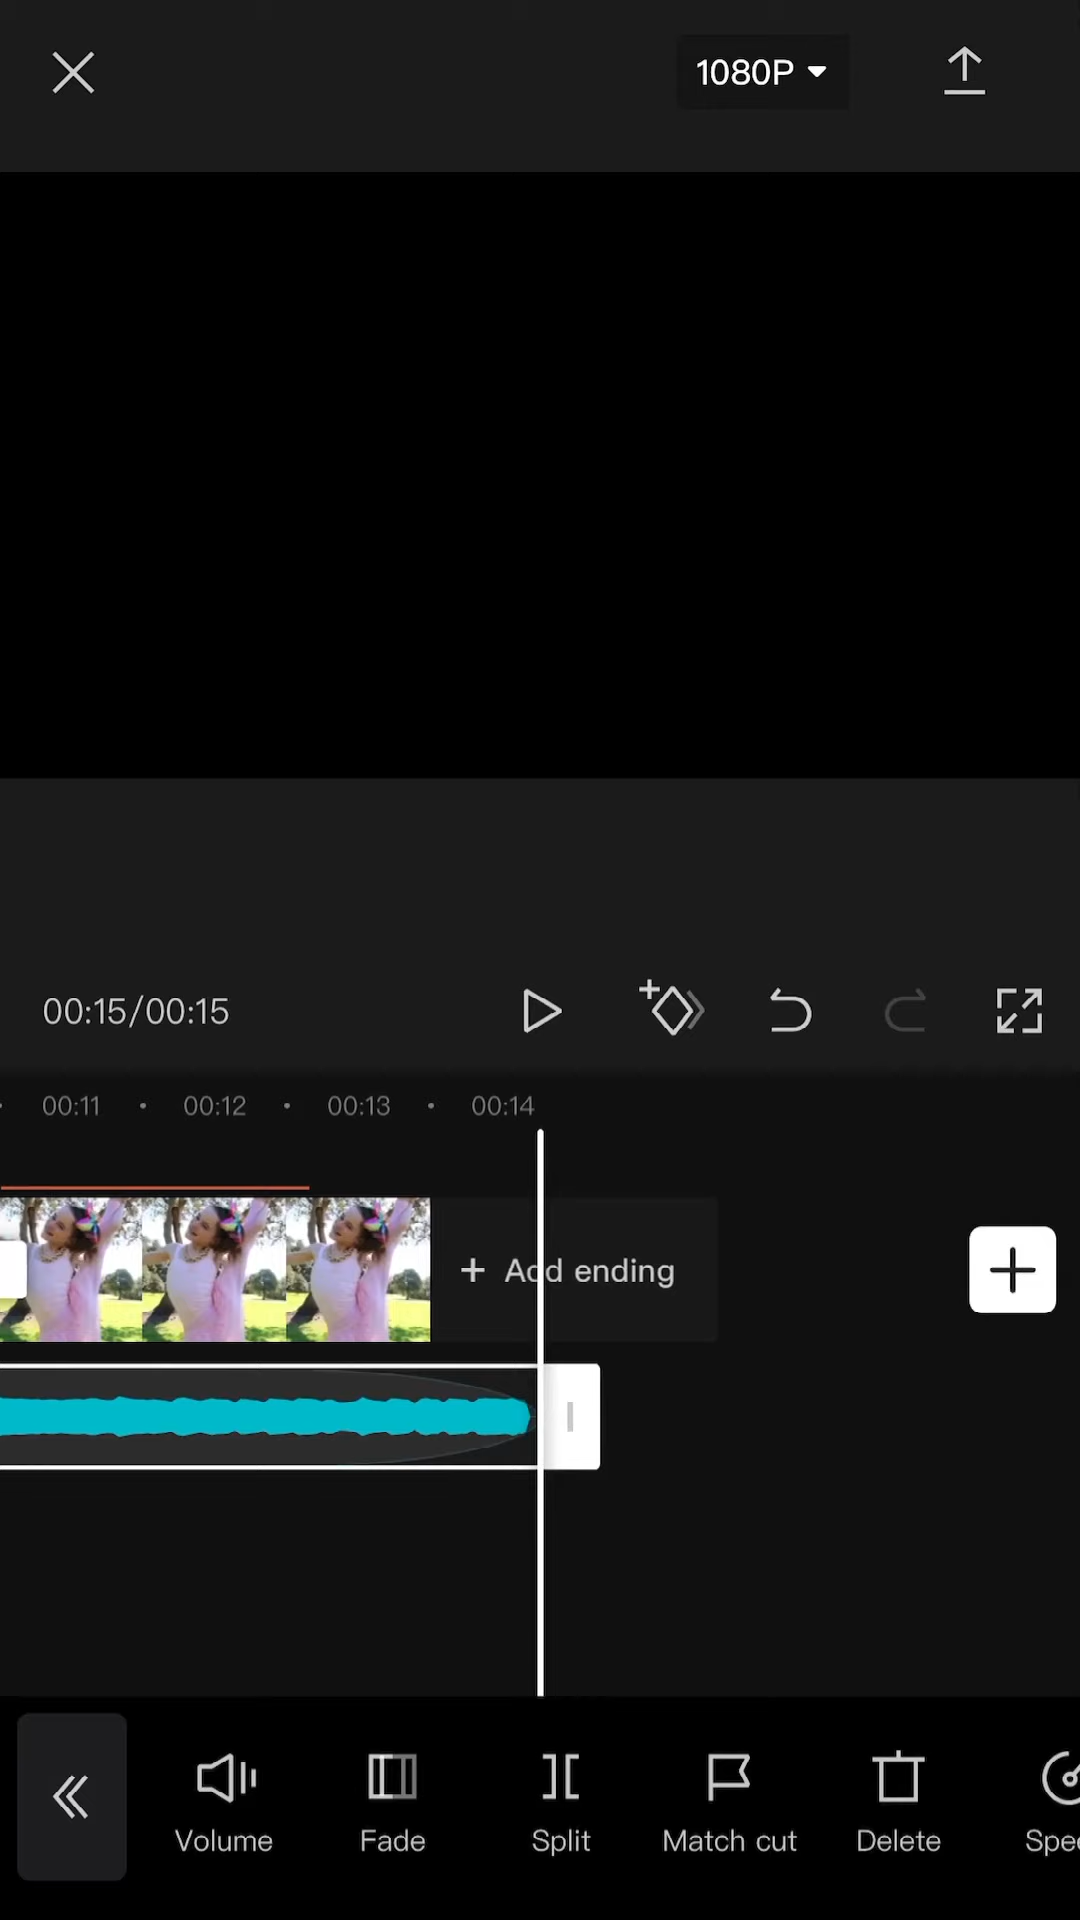 1080P
00:15/00:15
00:11 00:12 00:13 00:14
+ Add ending
Volume Fade Split Match cut Delete